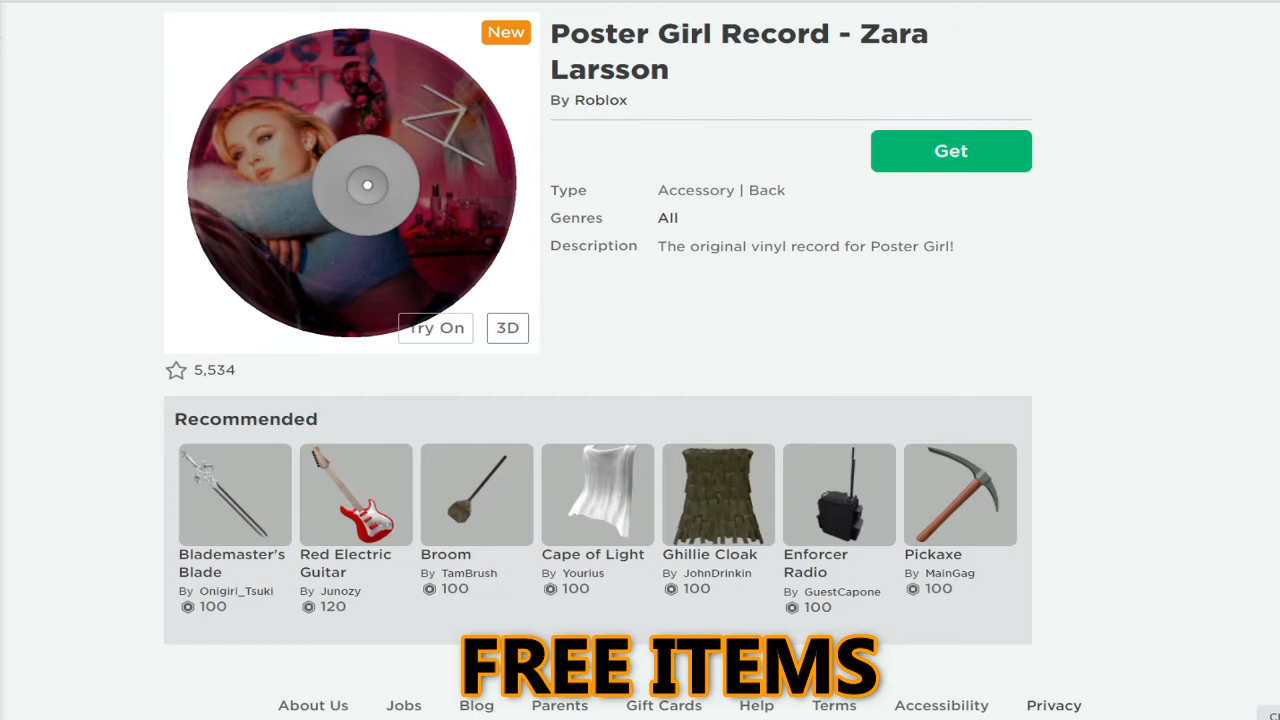 New
Poster Girl Record - Zara
Larsson
By Roblox
Get
Type Accessory | Back
Genres All
Description The original vinyl record for Poster Girl!
Try On 3D
5,534
Recommended
Blademaster's
Blade
By Onigiri_Tsuki
100
Red Electric
Guitar
By Junozy
120
Broom
By TamBrush
100
Cape of Light
By Yourius
100
Ghillie Cloak
By JohnDrinkin
100
Enforcer
Radio
By GuestCapone
100
Pickaxe
By MainGag
100
FREE ITEMS
About Us Jobs Blog Parents Gift Cards Help Terms Accessibility Privacy